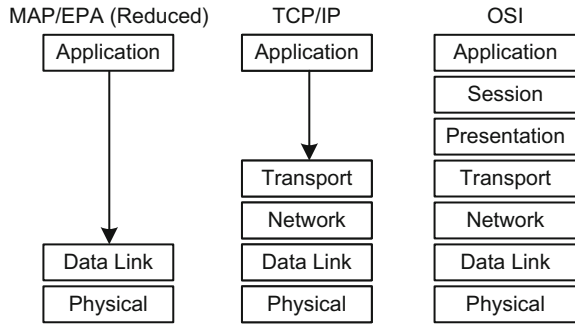 MAP/EPA (Reduced) TCP/IP OSI
Application Application Application
Session
Presentation
Transport Transport
Network Network
Data Link Data Link Data Link
Physical Physical Physical